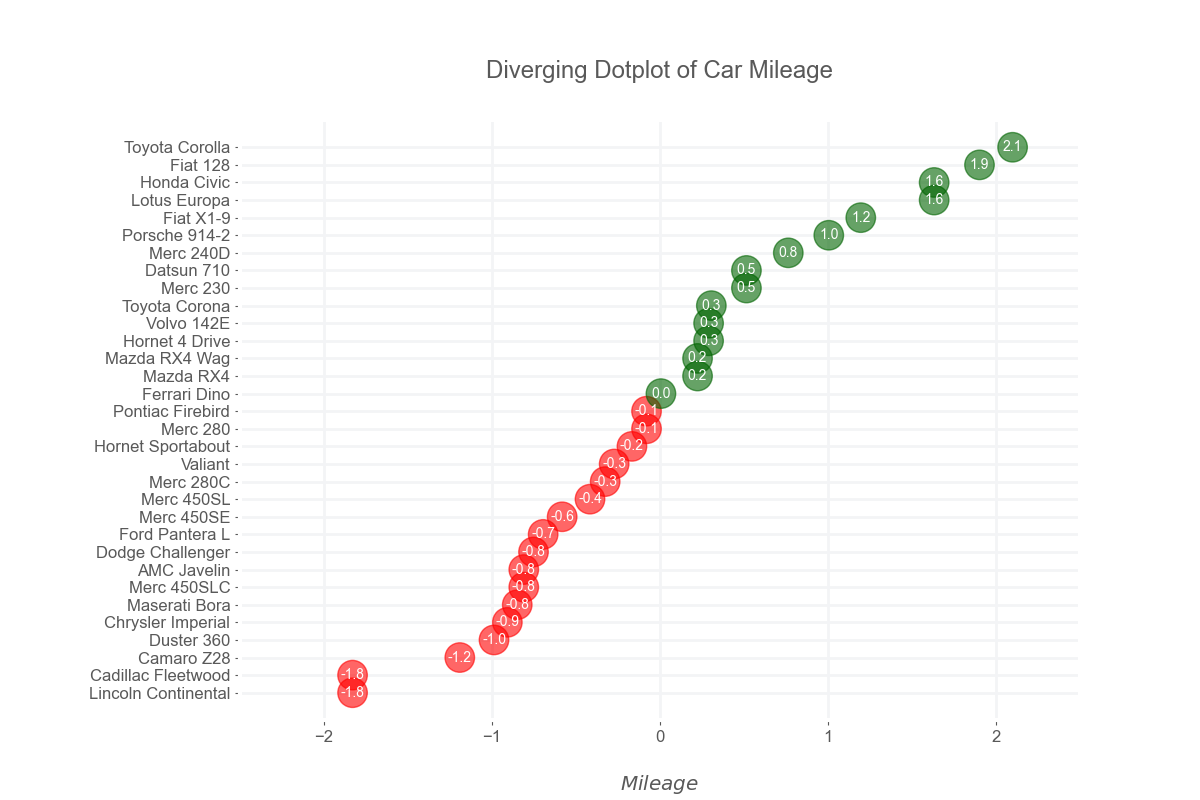 Diverging Dotplot of Car Mileage
Toyota Corolla 2.1
Fiat 128 1.9
Honda Civic 1.6
Lotus Europa 1.6
Fiat X1-9 1.2
Porsche 914-2 1.0
Merc 240D 0.8
Datsun 710 0.5
Merc 230 0.5
Toyota Corona 0.3
Volvo 142E 0.3
Hornet 4 Drive 0.3
Mazda RX4 Wag 0.2
Mazda RX4 0.2
Ferrari Dino 0.0
Pontiac Firebird -0.1
Merc 280 -0.1
Hornet Sportabout -0.2
Valiant -0.3
Merc 280C -0.3
Merc 450SL -0.4
Merc 450SE -0.6
Ford Pantera L -0.7
Dodge Challenger -0.8
AMC Javelin -0.8
Merc 450SLC -0.8
Maserati Bora -0.8
Chrysler Imperial -0.9
Duster 360 -1.0
Camaro Z28 -1.2
Cadillac Fleetwood -1.8
Lincoln Continental -1.8
−2 −1 0 1 2
Mileage